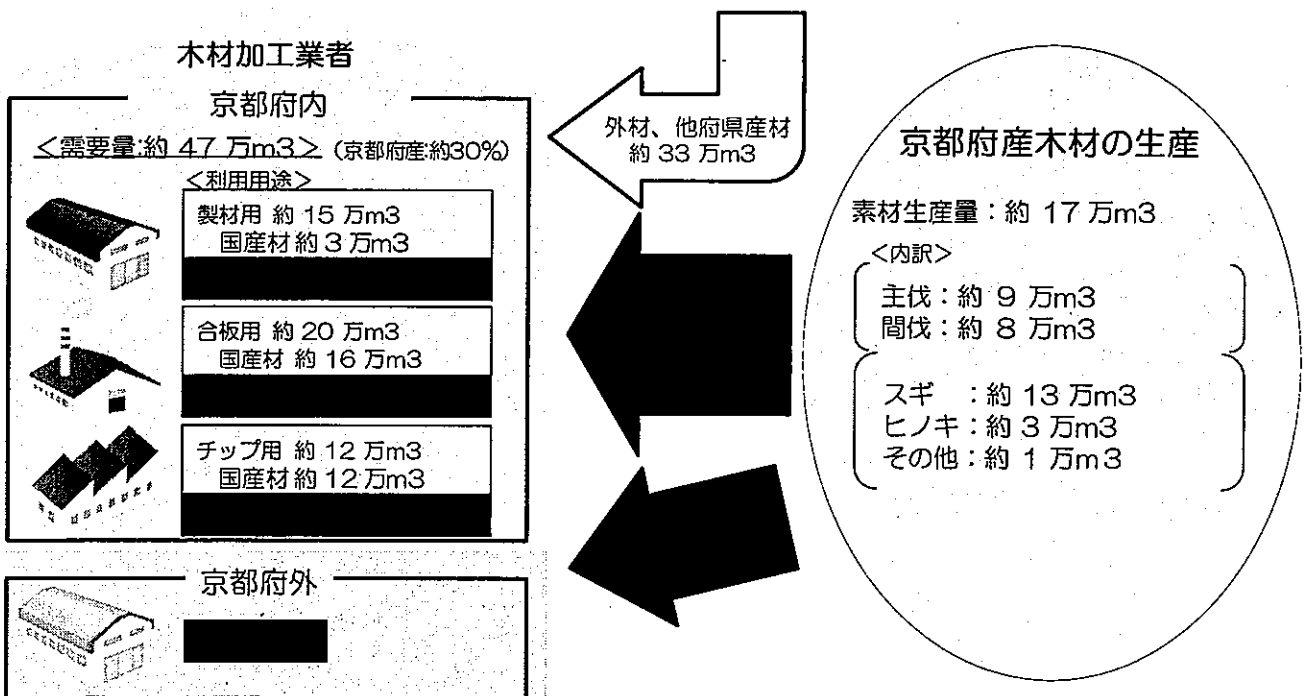 木材加工業者
京都府内
＜需要量:約 47 万m3＞ (京都府産:約30%)
＜利用用途＞
製材用 約 15 万m3
国産材 約 3 万m3
合板用 約 20 万m3
国産材 約 16 万m3
チップ用 約 12 万m3
国産材 約 12 万m3
京都府外
外材、他府県産材
約 33 万m3
京都府産木材の生産
素材生産量：約 17 万m3
＜内訳＞
主伐：約 9 万m3
間伐：約 8 万m3
スギ　：約 13 万m3
ヒノキ：約 3 万m3
その他：約 1 万m3